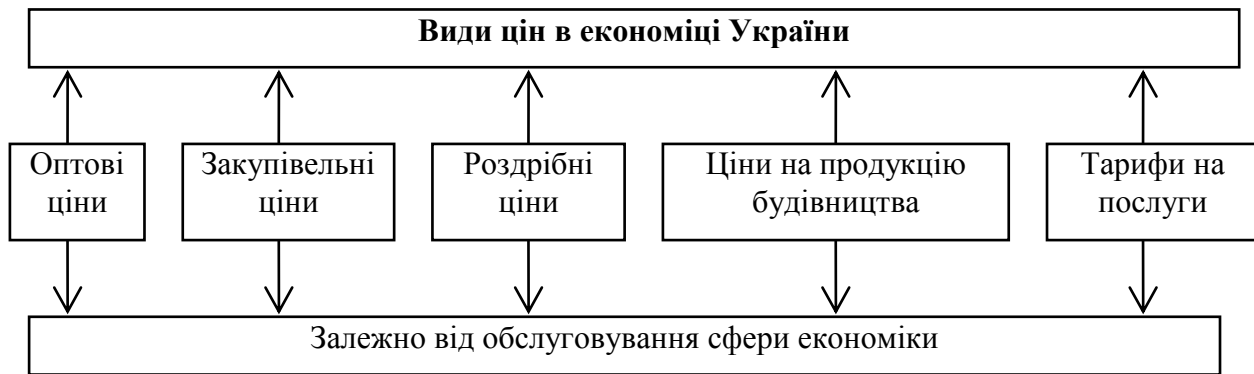 Види цін в економіці України
Оптові
ціни
Закупівельні
ціни
Роздрібні
ціни
Ціни на продукцію
будівництва
Тарифи на
послуги
Залежно від обслуговування сфери економіки